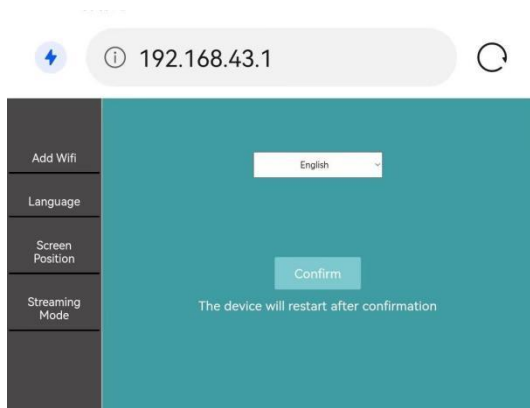 192.168.43.1
Add Wifi
Language
Screen
Position
Streaming
Mode
English
Confirm
The device will restart after confirmation